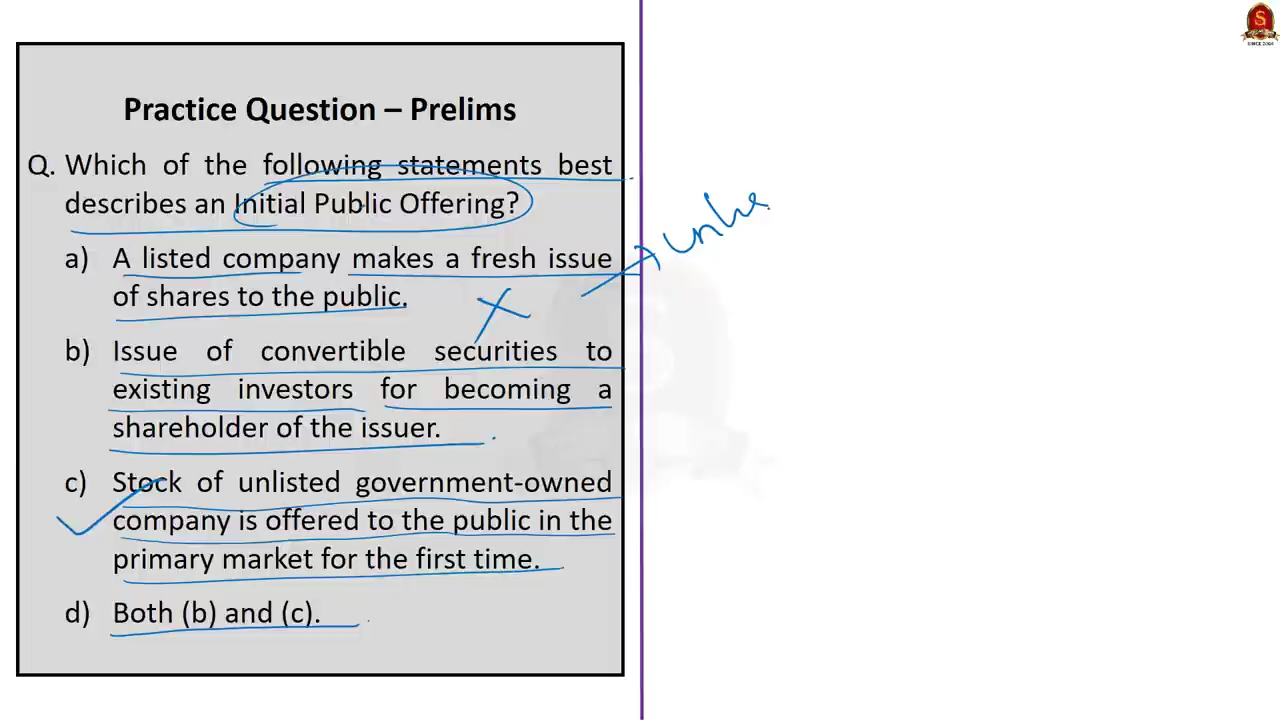 Practice Question – Prelims
Q. Which of the following statements best
describes an Initial Public Offering?
a) A listed company makes a fresh issue
of shares to the public.
b) Issue of convertible securities to
existing investors for becoming a
shareholder of the issuer.
c) Stock of unlisted government-owned
company is offered to the public in the
primary market for the first time.
d) Both (b) and (c).
SINCE 2004